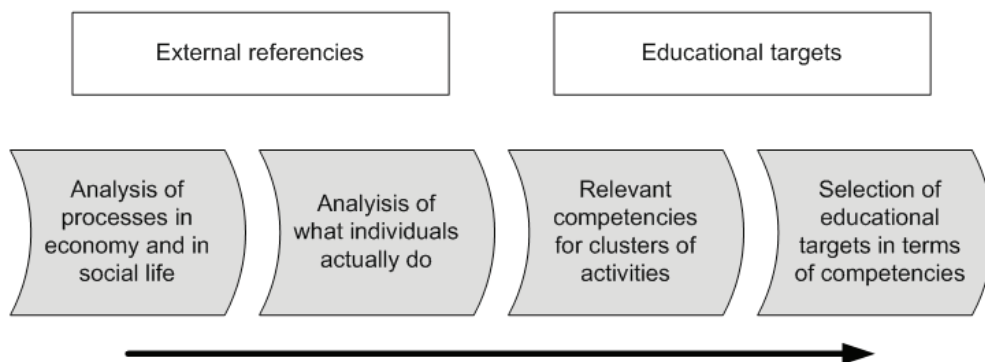 External referencies
Educational targets
Analysis of
processes in
economy and in
social life
Analyisis of
what individuals
actually do
Relevant
competencies
for clusters of
activities
Selection of
educational
targets in terms
of competencies